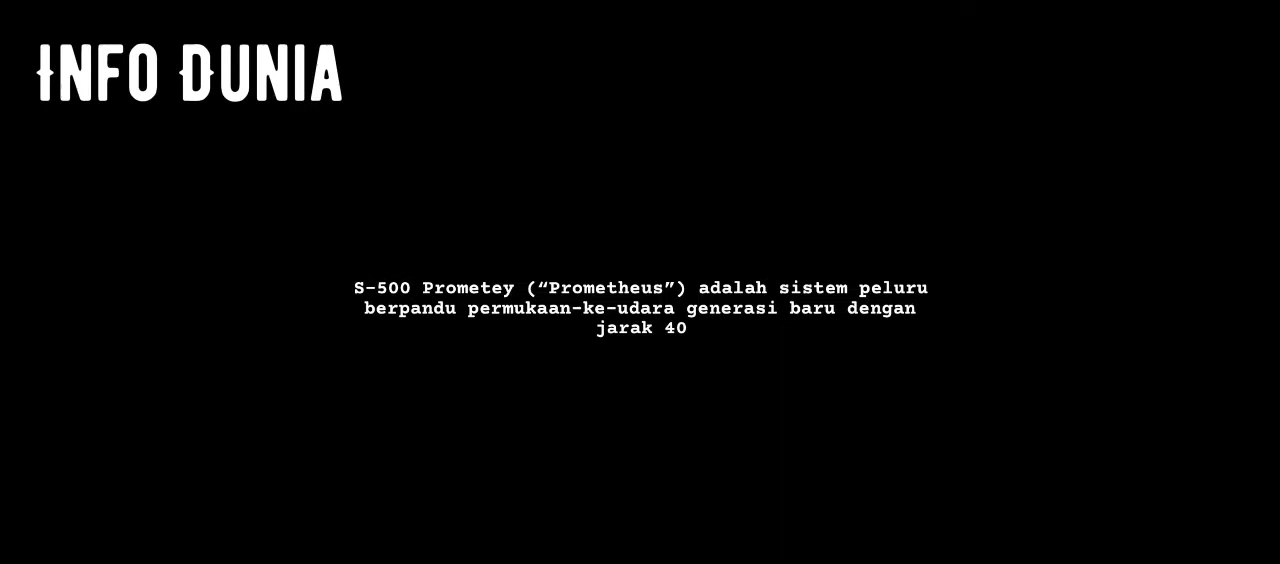 INFO DUNIA
S-500 Prometey (“Prometheus”) adalah sistem peluru
berpandu permukaan-ke-udara generasi baru dengan
jarak 40